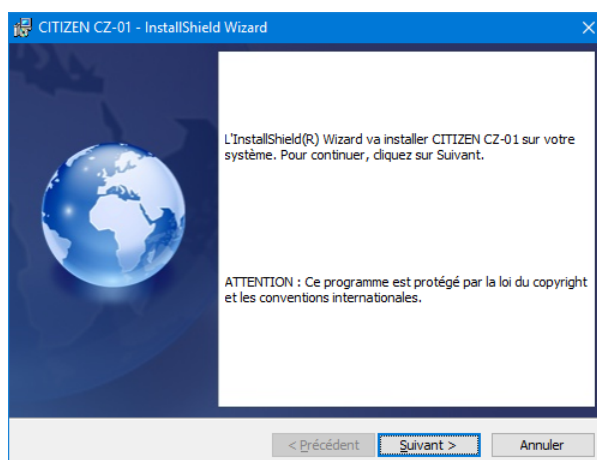 CITIZEN CZ-01 - InstallShield Wizard
L'InstallShield(R) Wizard va installer CITIZEN CZ-01 sur votre
système. Pour continuer, cliquez sur Suivant.
ATTENTION : Ce programme est protégé par la loi du copyright
et les conventions internationales.
< Précédent
Suivant >
Annuler